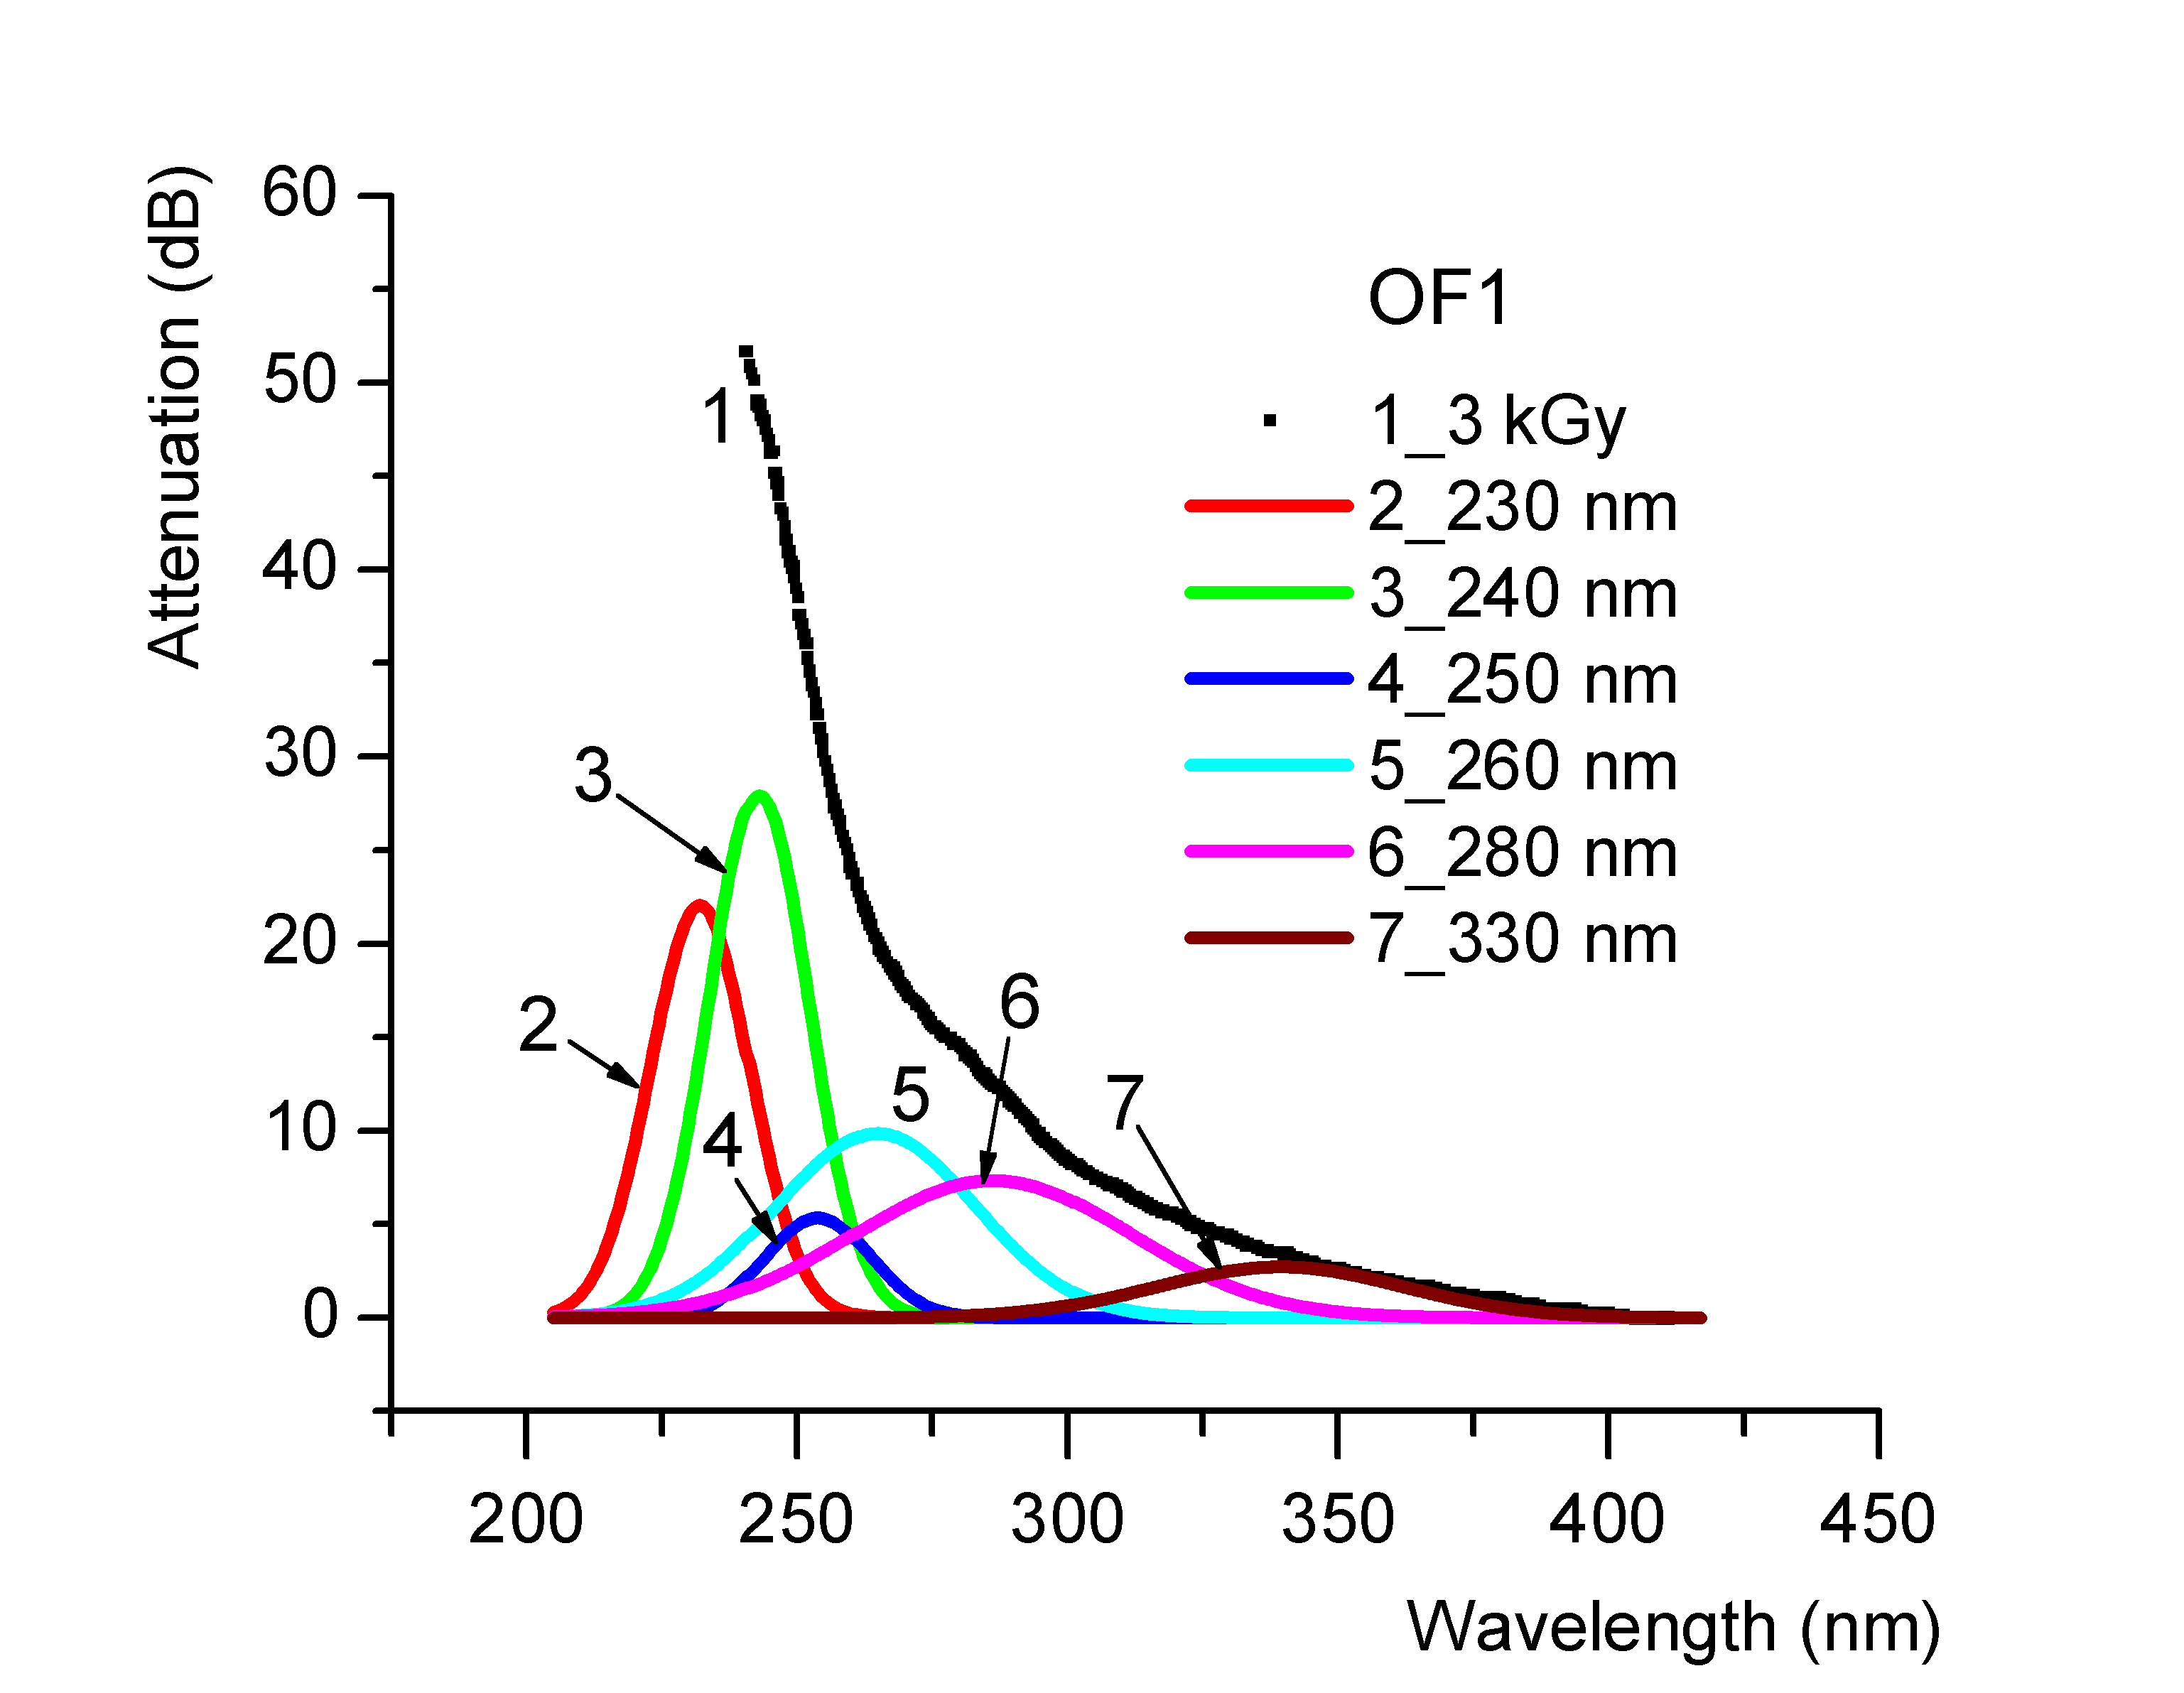 Attenuation (dB)
60
50
40
30
20
10
0
200
250
300
350
400
450
Wavelength (nm)
OF1
1_3 kGy
2_230 nm
3_240 nm
4_250 nm
5_260 nm
6_280 nm
7_330 nm
1
2
3
4
5
6
7